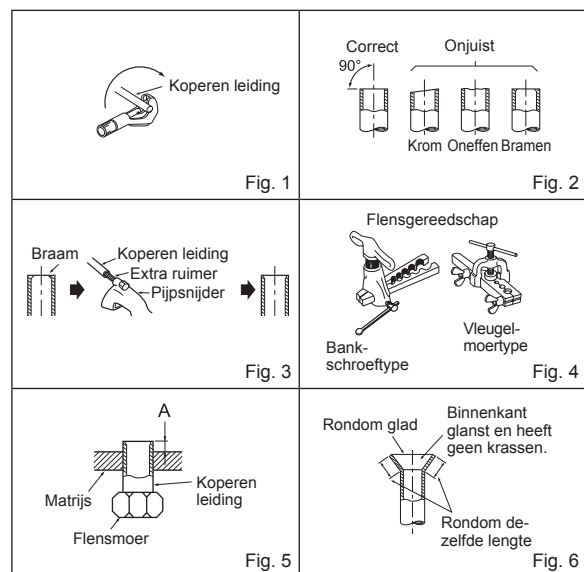 Koperen leiding
Fig. 1
Correct
Onjuist
90°
Krom Oneffen Bramen
Fig. 2
Braam
Koperen leiding
Extra ruimer
Pijpsnijder
Fig. 3
Flensgereedschap
Bank-
schroeftype
Vleugel-
moertype
Fig. 4
A
Matrijs
Koperen
leiding
Flensmoer
Fig. 5
Rondom glad
Binnenkant
glanst en heeft
geen krassen.
Rondom de-
zelfde lengte
Fig. 6